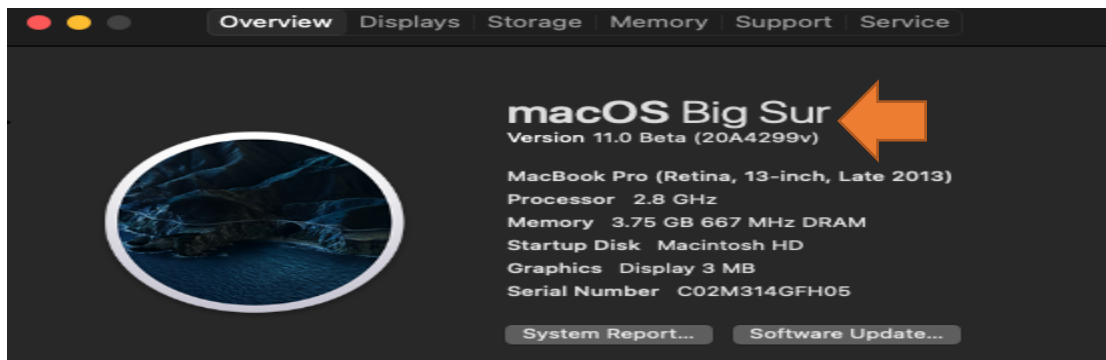 Overview Displays Storage Memory Support Service
macOS Big Sur
Version 11.0 Beta (20A4299v)
MacBook Pro (Retina, 13-inch, Late 2013)
Processor 2.8 GHz
Memory 3.75 GB 667 MHz DRAM
Startup Disk Macintosh HD
Graphics Display 3 MB
Serial Number C02M314GFH05
System Report... Software Update...